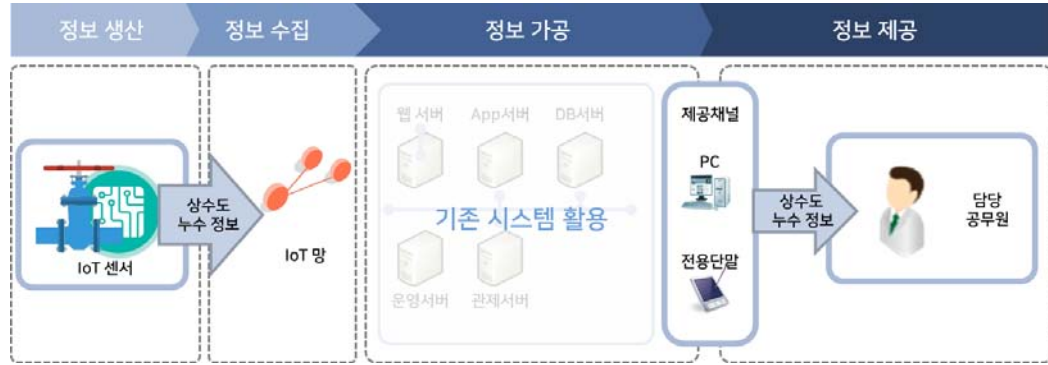 정보 생산
정보 수집
정보 가공
정보 제공
상수도
누수 정보
IoT 센서
IoT 망
웹 서버
App서버
DB서버
기존 시스템 활용
운영서버
관제서버
제공채널
PC
전용단말
상수도
누수 정보
담당
공무원